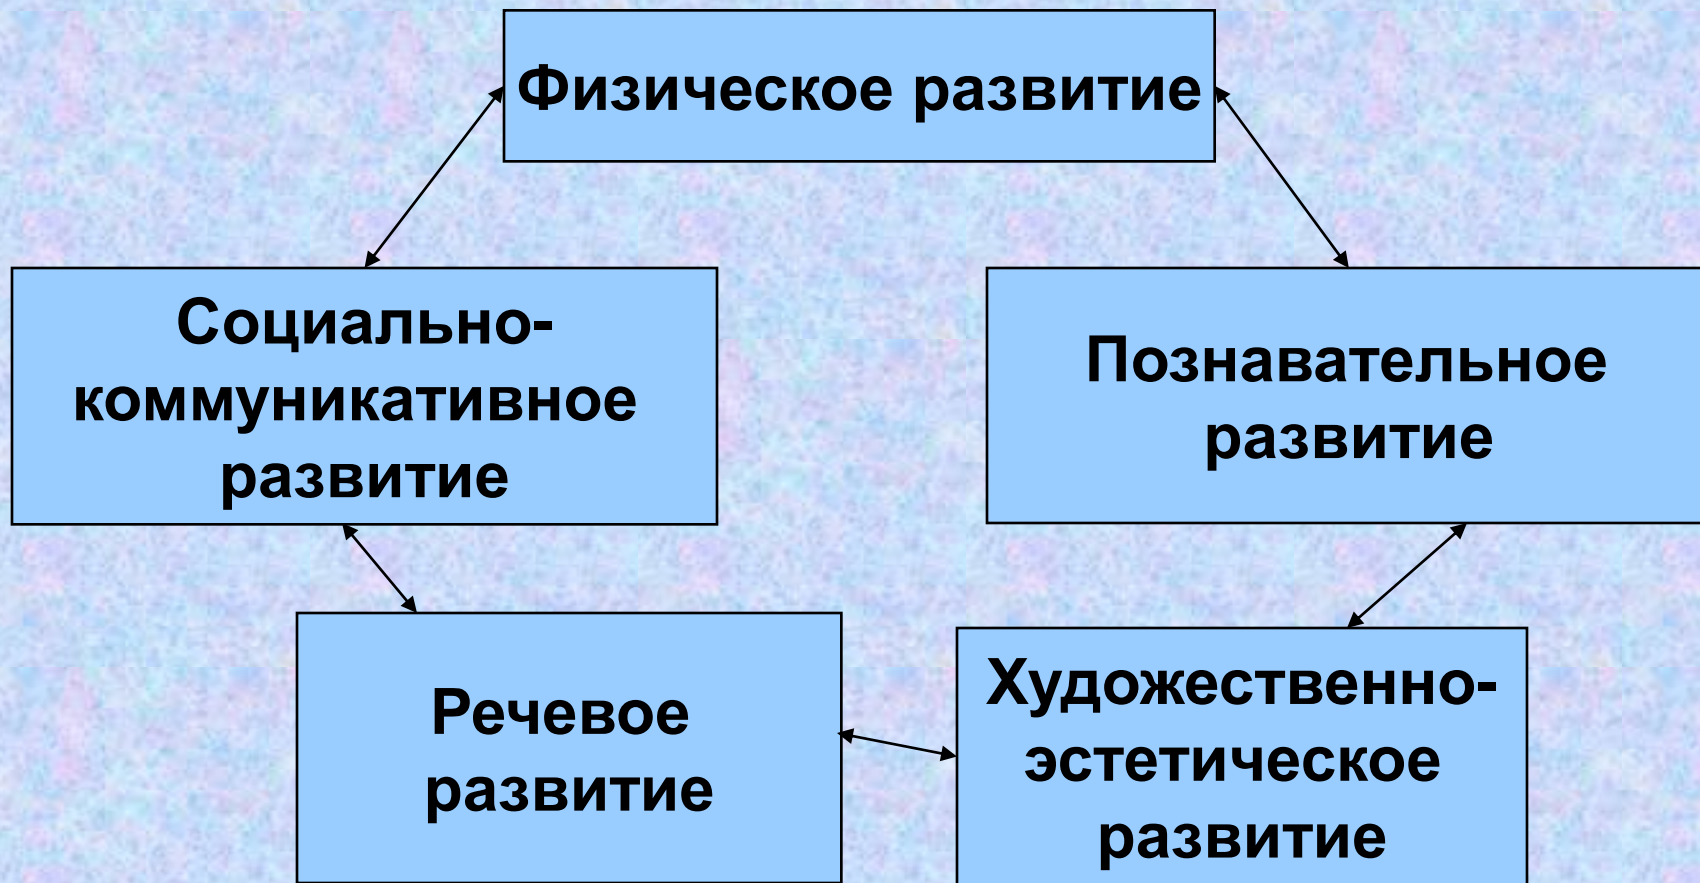 Физическое развитие
Социально-
коммуникативное
развитие
Познавательное
развитие
Речевое
развитие
Художественно-
эстетическое
развитие